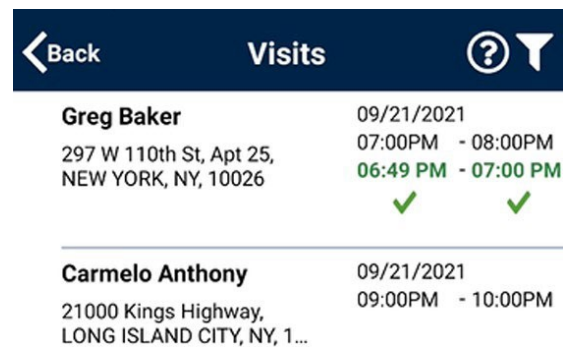 Back Visits ?
Greg Baker 09/21/2021
297 W 110th St, Apt 25, 07:00PM - 08:00PM
NEW YORK, NY, 10026 06:49 PM - 07:00 PM
Carmelo Anthony 09/21/2021
21000 Kings Highway, 09:00PM - 10:00PM
LONG ISLAND CITY, NY, 1...